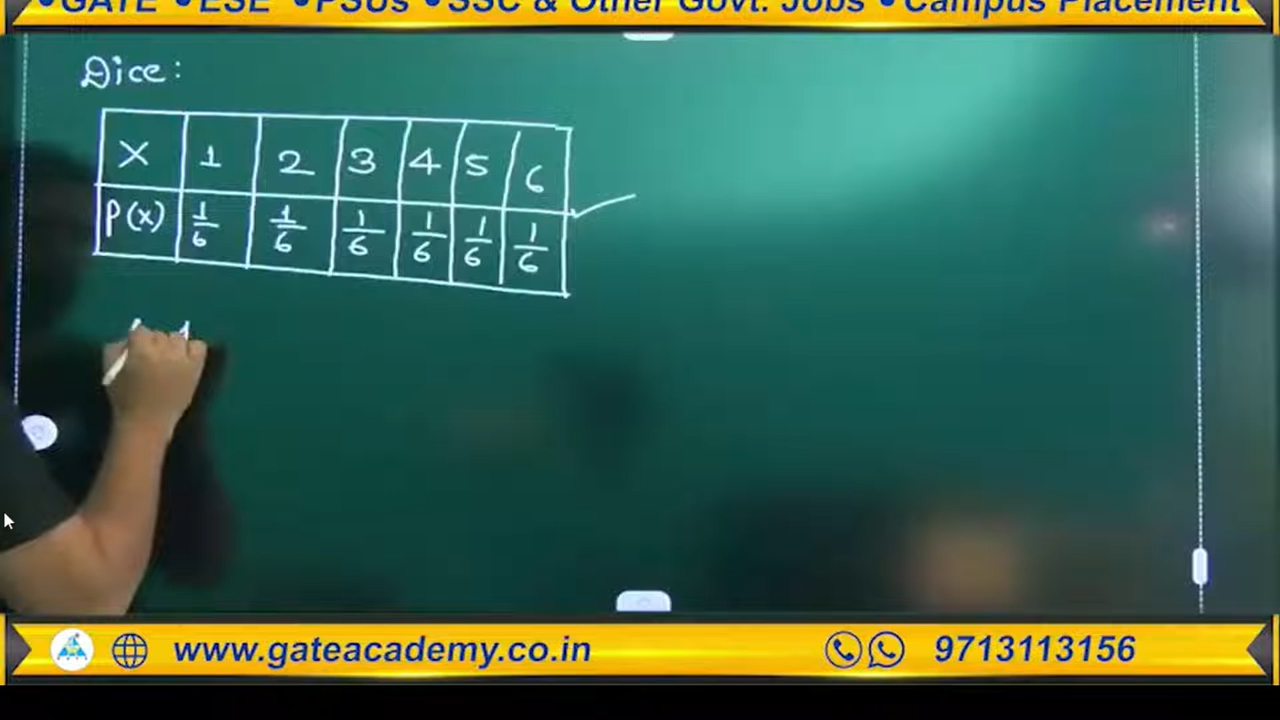 •GATE •ESE •PSUs •SSC & Other Govt. Jobs •Campus Placement
Dice:
X 1 2 3 4 5 6
P(x) 1/6 1/6 1/6 1/6 1/6 1/6
www.gateacademy.co.in 9713113156